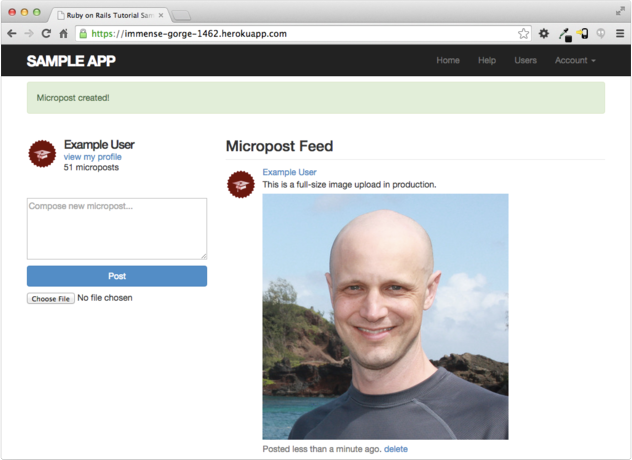 Ruby on Rails Tutorial Sam
https://immense-gorge-1462.herokuapp.com
SAMPLE APP
Home Help Users Account
Micropost created!
Example User
view my profile
51 microposts
Compose new micropost...
Post
Choose File No file chosen
Micropost Feed
Example User
This is a full-size image upload in production.
Posted less than a minute ago. delete